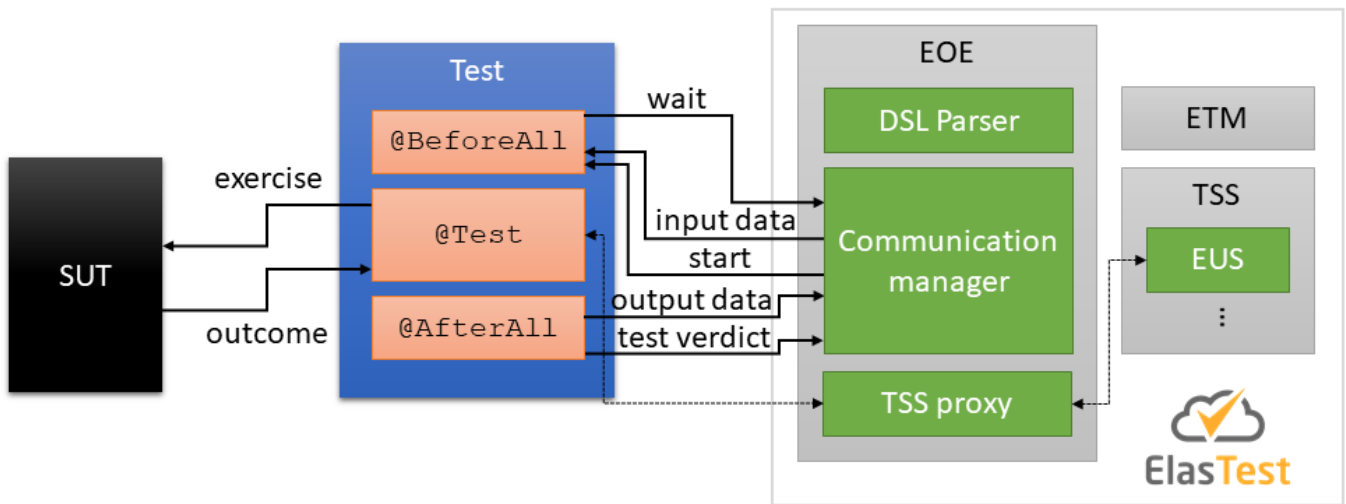 SUT
exercise
outcome
Test
@BeforeAll
@Test
@AfterAll
wait
input data
start
output data
test verdict
EOE
DSL Parser
Communication
manager
TSS proxy
ETM
TSS
EUS
...
ElasTest